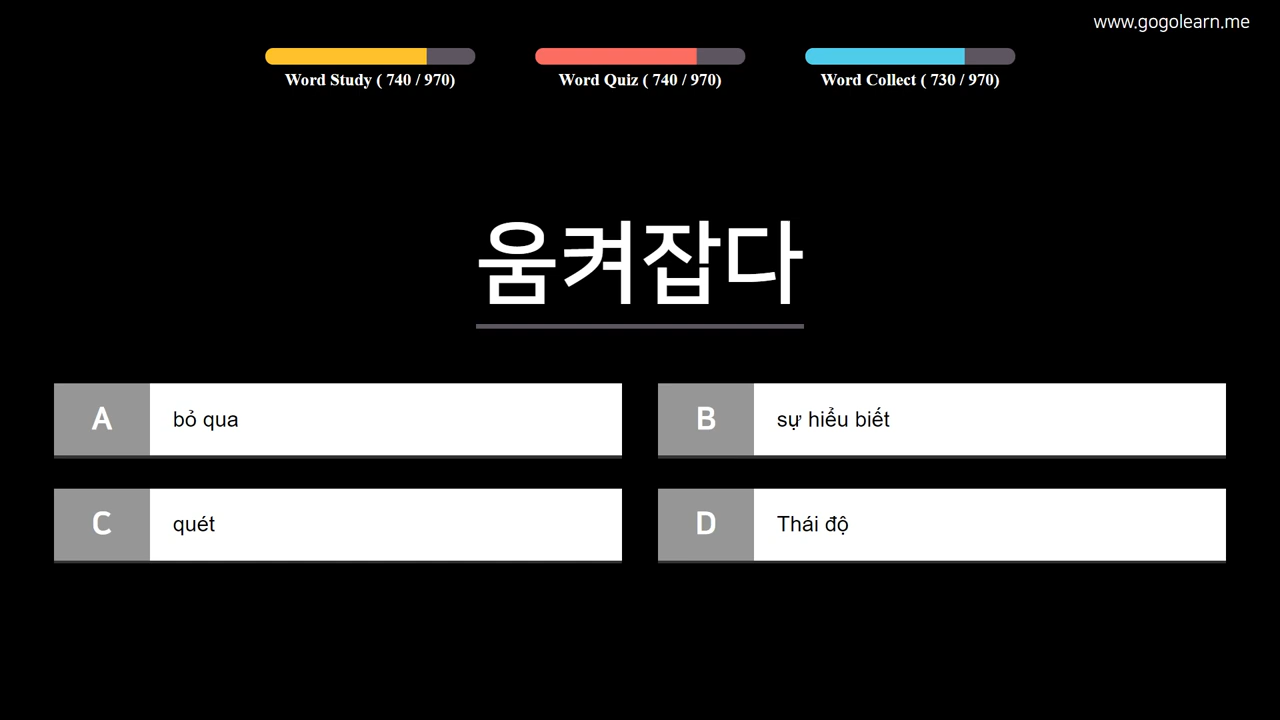 www.gogolearn.me
Word Study ( 740 / 970)
Word Quiz ( 740 / 970)
Word Collect ( 730 / 970)
움켜잡다
A bỏ qua
B sự hiểu biết
C quét
D Thái độ